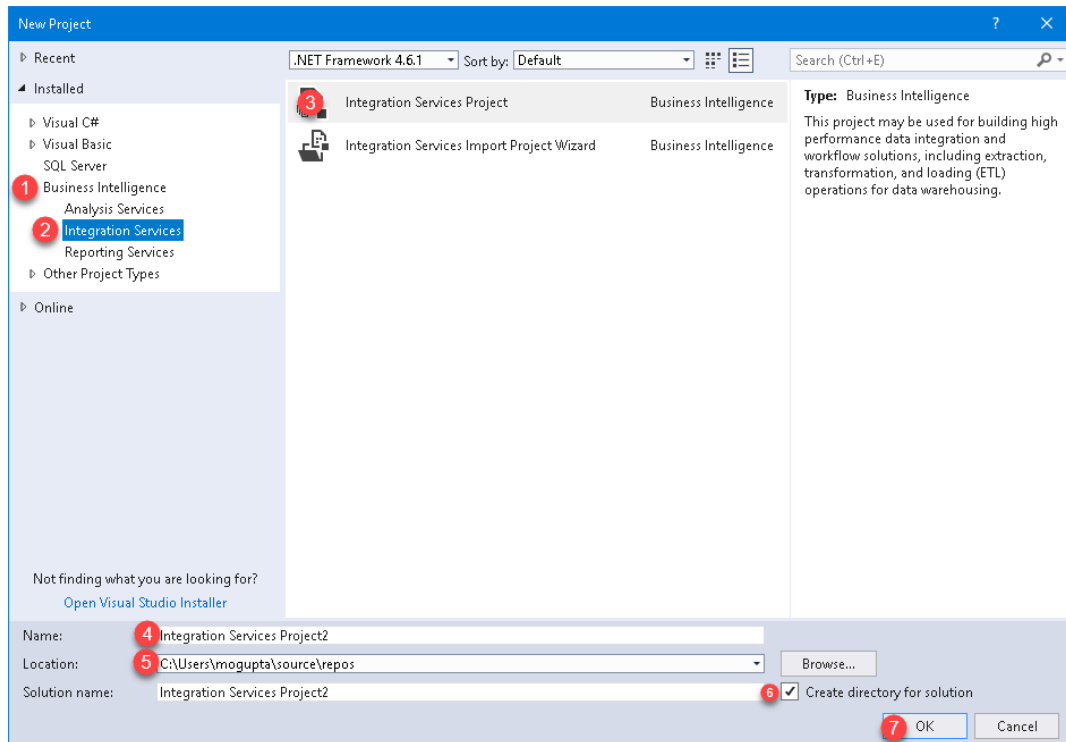 New Project
?
Recent
.NET Framework 4.6.1
Sort by: Default
Search (Ctrl+E)
Installed
Visual C#
Visual Basic
SQL Server
1 Business Intelligence
Analysis Services
2 Integration Services
Reporting Services
Other Project Types
Online
Not finding what you are looking for?
Open Visual Studio Installer
3 Integration Services Project Business Intelligence
Integration Services Import Project Wizard Business Intelligence
Type: Business Intelligence
This project may be used for building high
performance data integration and
workflow solutions, including extraction,
transformation, and loading (ETL)
operations for data warehousing.
Name: 4 Integration Services Project2
Location: 5 C:\Users\mogupta\source\repos Browse...
Solution name: Integration Services Project2 6 Create directory for solution
7 OK Cancel